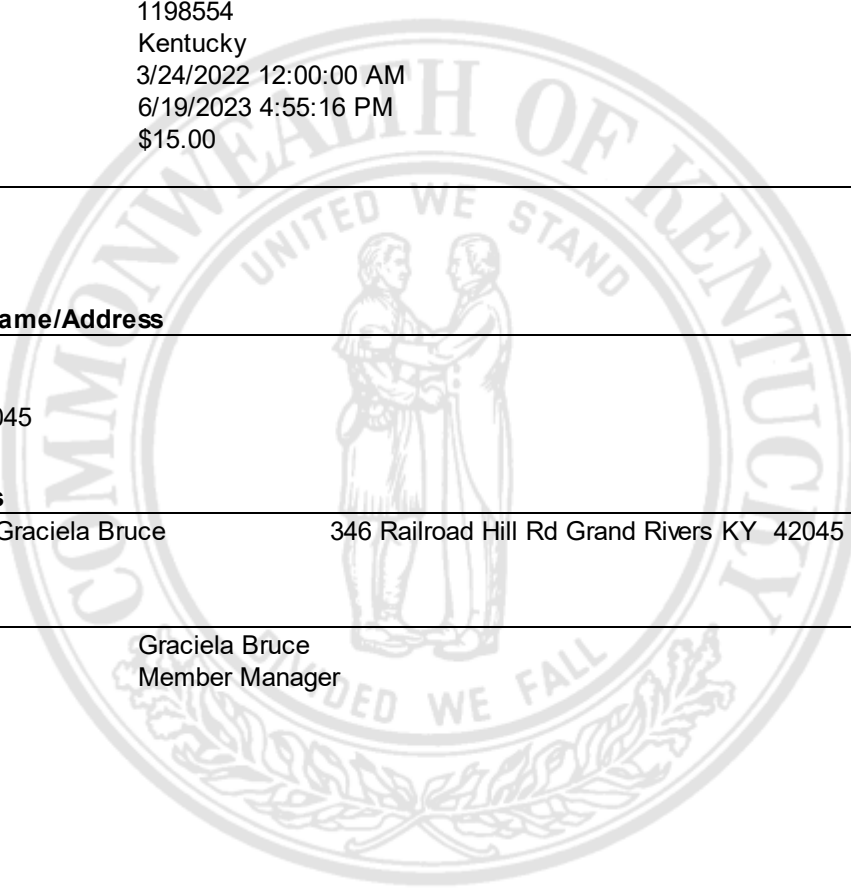 1198554
Kentucky
3/24/2022 12:00:00 AM
6/19/2023 4:55:16 PM
$15.00
COMMONWEALTH OF KENTUCKY
UNITED WE STAND
ame/Address
045
s
Graciela Bruce 346 Railroad Hill Rd Grand Rivers KY 42045
Graciela Bruce
Member Manager
DIVIDED WE FALL